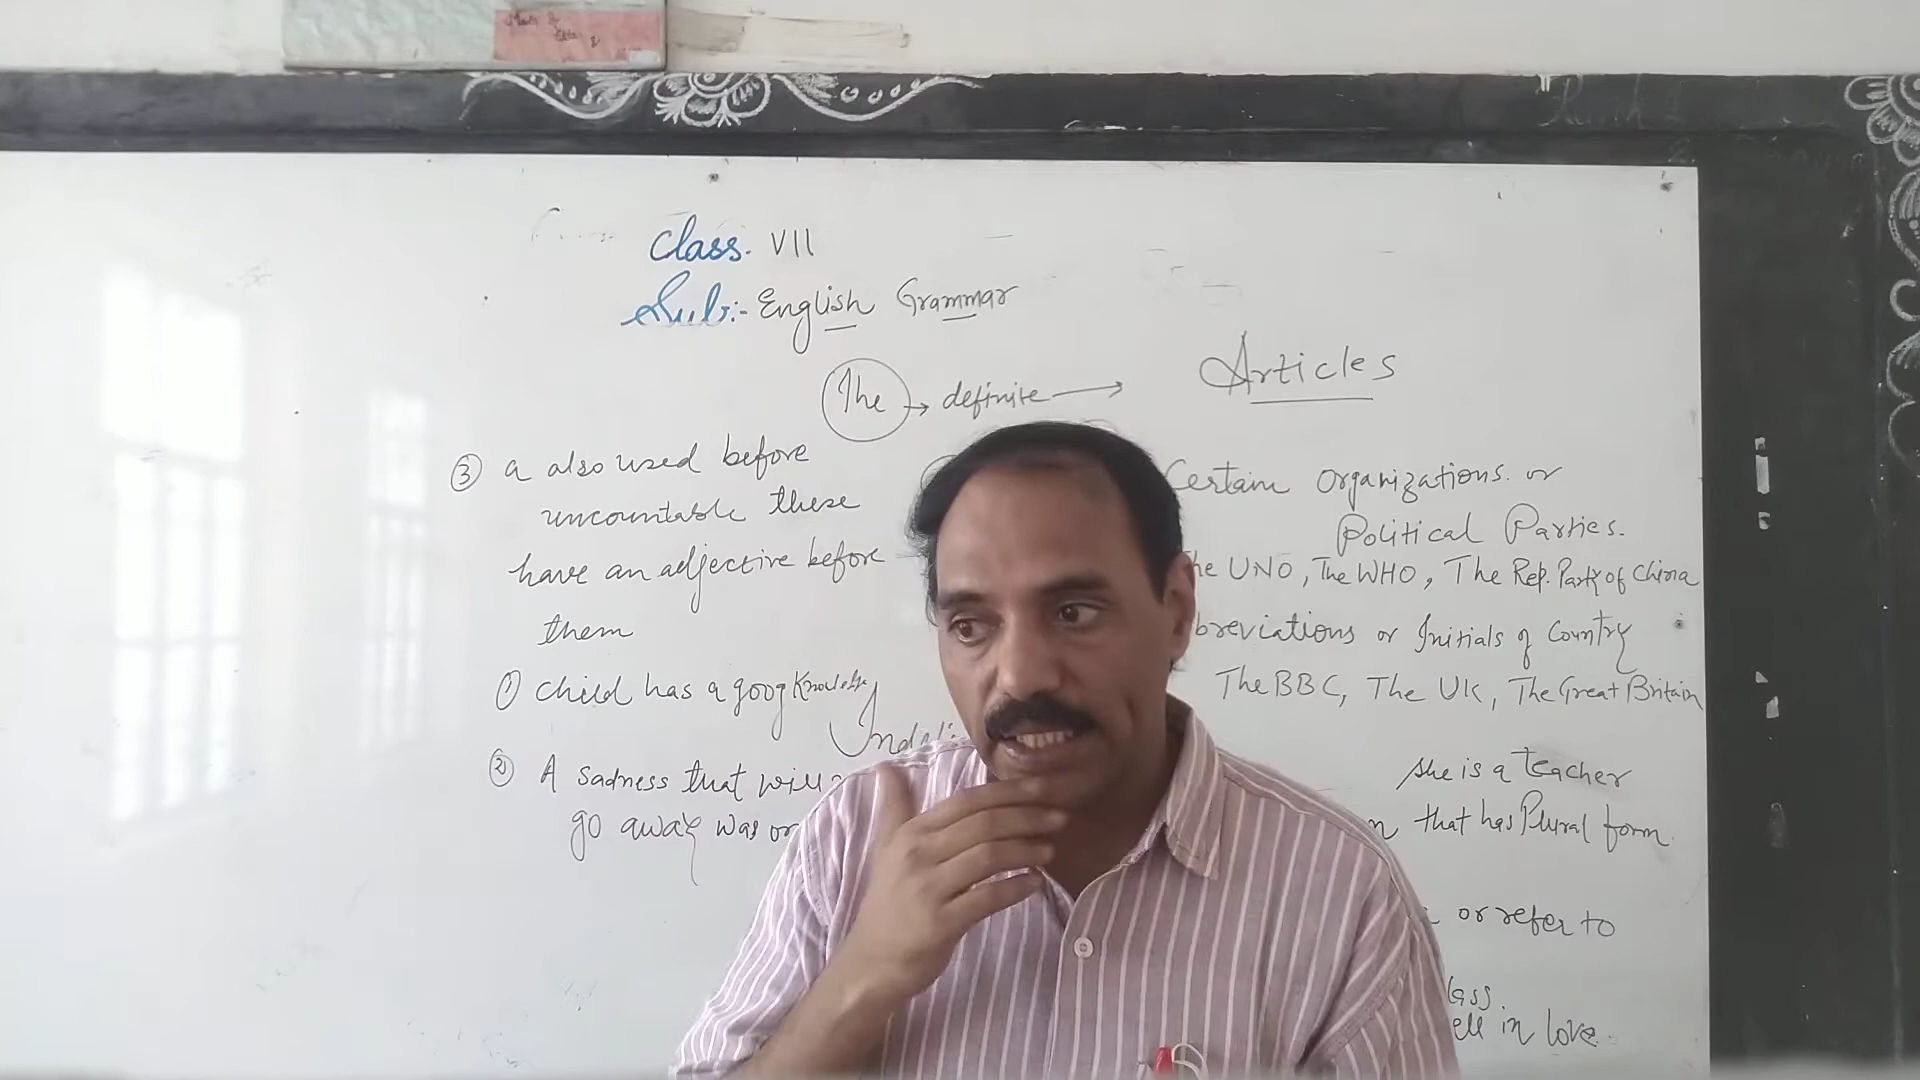 Class. VII
Sub:- English Grammar
Articles
The → definite →
③ a also used before
uncountable these
have an adjective before
them
① child has a goog knowledge
② A sadness that will
go away was
Certain organizations. or
Political Parties.
he UNO, The WHO, The Rep. Party of China
breviations or Initials of Country
The BBC, The UK, The Great Britain
she is a teacher
that has Plural form.
or refer to
in love.